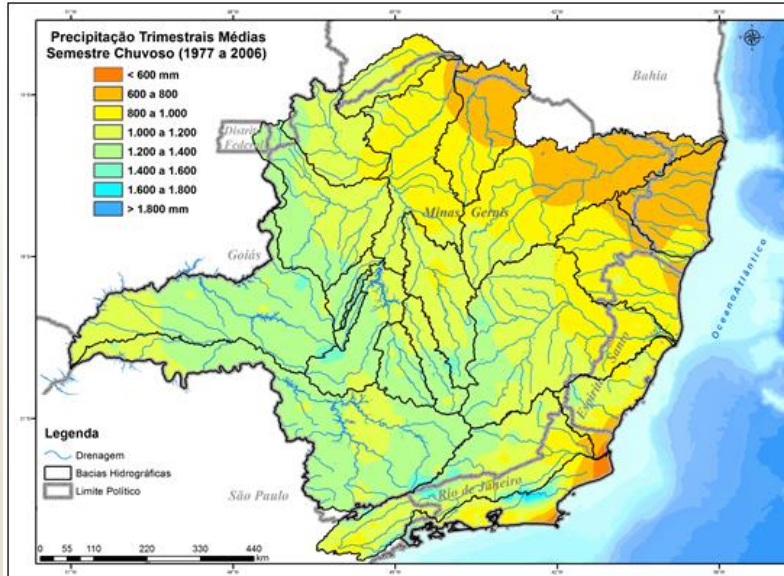 Precipitação Trimestrais Médias
Semestre Chuvoso (1977 a 2006)
< 600 mm
600 a 800
800 a 1.000
1.000 a 1.200
1.200 a 1.400
1.400 a 1.600
1.600 a 1.800
> 1.800 mm
Bahia
Distrito
Federal
Minas Gerais
Goiás
Oceano Atlântico
Espírito Santo
Legenda
Drenagem
Bacias Hidrográficas
Limite Político
São Paulo
Rio de Janeiro
0 55 110 220 330 440
km